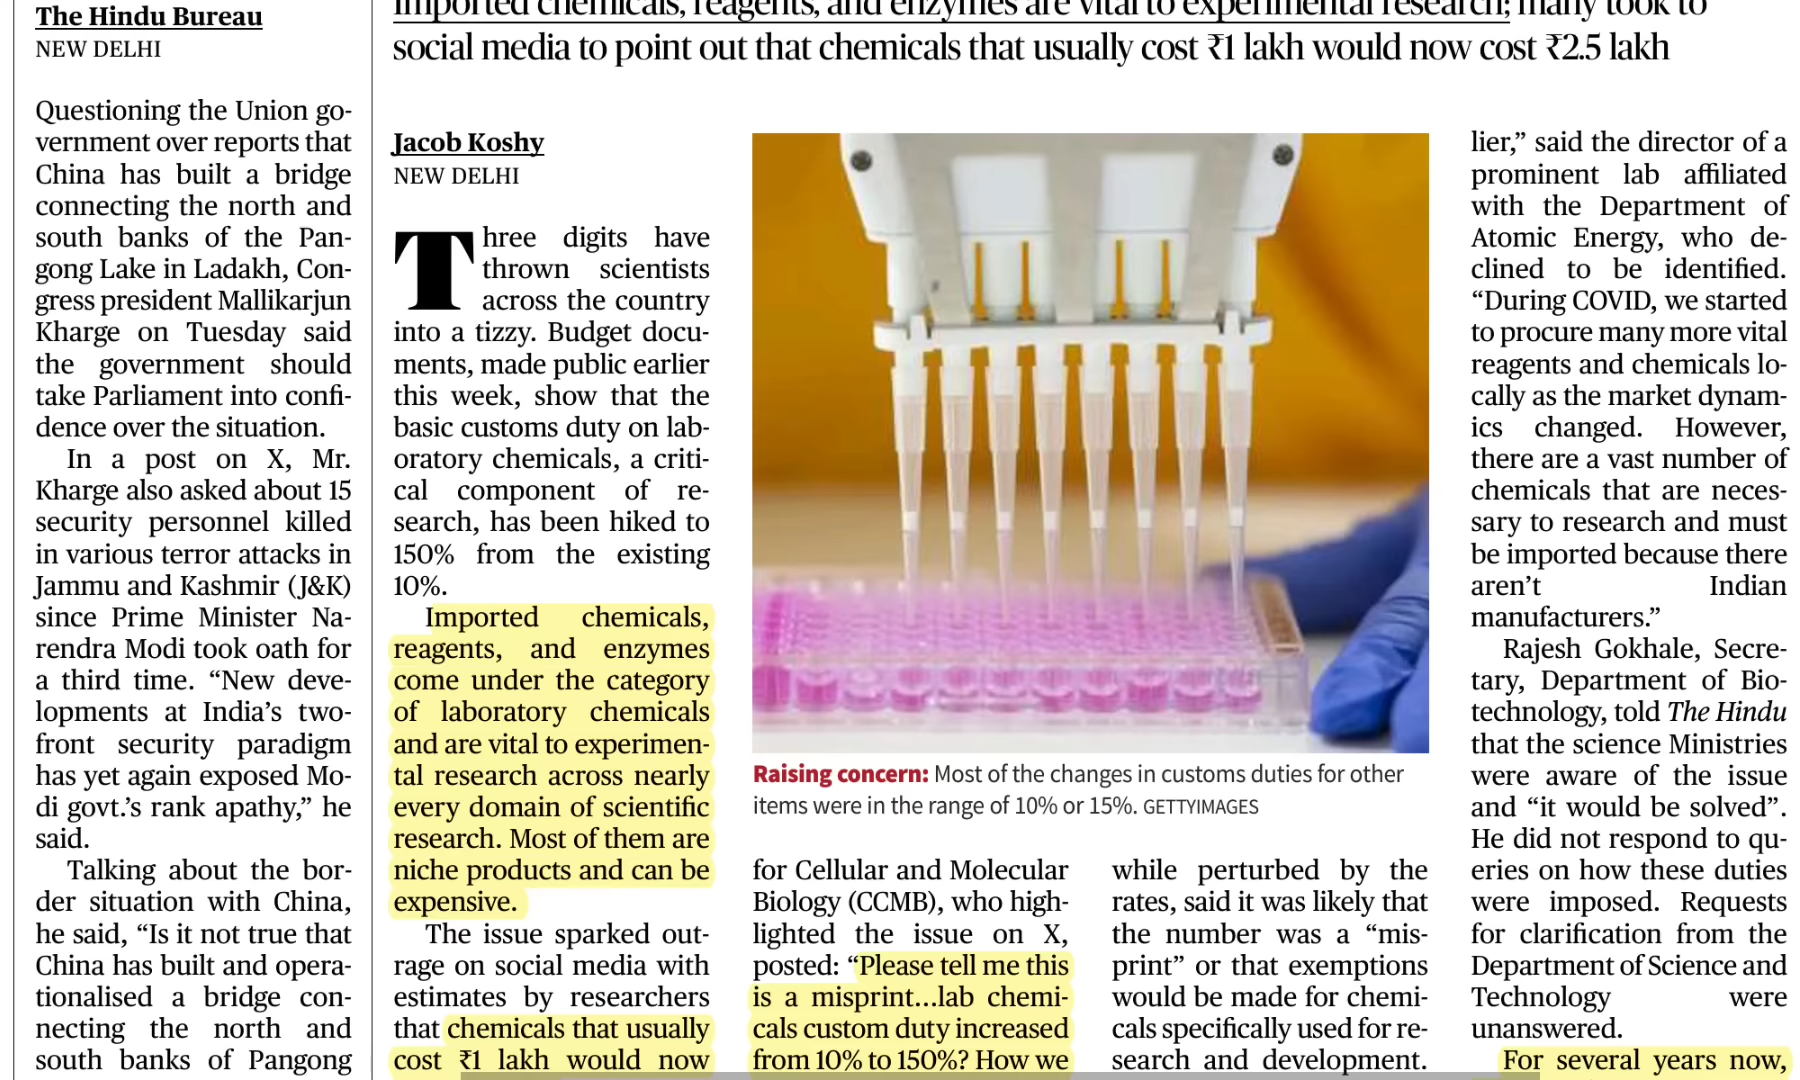 The Hindu Bureau
NEW DELHI
Questioning the Union go-
vernment over reports that
China has built a bridge
connecting the north and
south banks of the Pan-
gong Lake in Ladakh, Con-
gress president Mallikarjun
Kharge on Tuesday said
the government should
take Parliament into confi-
dence over the situation.
In a post on X, Mr.
Kharge also asked about 15
security personnel killed
in various terror attacks in
Jammu and Kashmir (J&K)
since Prime Minister Na-
rendra Modi took oath for
a third time. “New deve-
lopments at India’s two-
front security paradigm
has yet again exposed Mo-
di govt.’s rank apathy,” he
said.
Talking about the bor-
der situation with China,
he said, “Is it not true that
China has built and opera-
tionalised a bridge con-
necting the north and
south banks of Pangong
Imported chemicals, reagents, and enzymes are vital to experimental research; many took to
social media to point out that chemicals that usually cost ₹1 lakh would now cost ₹2.5 lakh
Jacob Koshy
NEW DELHI
Three digits have
thrown scientists
across the country
into a tizzy. Budget docu-
ments, made public earlier
this week, show that the
basic customs duty on lab-
oratory chemicals, a criti-
cal component of re-
search, has been hiked to
150% from the existing
10%.
Imported chemicals,
reagents, and enzymes
come under the category
of laboratory chemicals
and are vital to experimen-
tal research across nearly
every domain of scientific
research. Most of them are
niche products and can be
expensive.
The issue sparked out-
rage on social media with
estimates by researchers
that chemicals that usually
cost ₹1 lakh would now
Raising concern: Most of the changes in customs duties for other
items were in the range of 10% or 15%. GETTYIMAGES
for Cellular and Molecular
Biology (CCMB), who high-
lighted the issue on X,
posted: “Please tell me this
is a misprint...lab chemi-
cals custom duty increased
from 10% to 150%? How we
while perturbed by the
rates, said it was likely that
the number was a “mis-
print” or that exemptions
would be made for chemi-
cals specifically used for re-
search and development.
lier,” said the director of a
prominent lab affiliated
with the Department of
Atomic Energy, who de-
clined to be identified.
“During COVID, we started
to procure many more vital
reagents and chemicals lo-
cally as the market dynam-
ics changed. However,
there are a vast number of
chemicals that are neces-
sary to research and must
be imported because there
aren’t Indian
manufacturers.”
Rajesh Gokhale, Secre-
tary, Department of Bio-
technology, told The Hindu
that the science Ministries
were aware of the issue
and “it would be solved”.
He did not respond to qu-
eries on how these duties
were imposed. Requests
for clarification from the
Department of Science and
Technology were
unanswered.
For several years now,